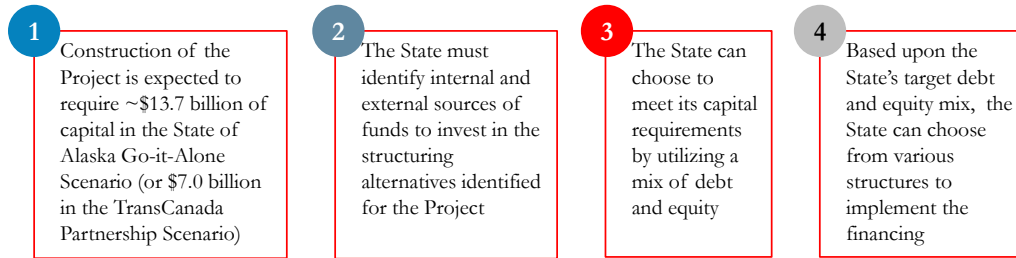 1
Construction of the
Project is expected to
require ~$13.7 billion of
capital in the State of
Alaska Go-it-Alone
Scenario (or $7.0 billion
in the TransCanada
Partnership Scenario)
2
The State must
identify internal and
external sources of
funds to invest in the
structuring
alternatives identified
for the Project
3
The State can
choose to
meet its capital
requirements
by utilizing a
mix of debt
and equity
4
Based upon the
State's target debt
and equity mix, the
State can choose
from various
structures to
implement the
financing